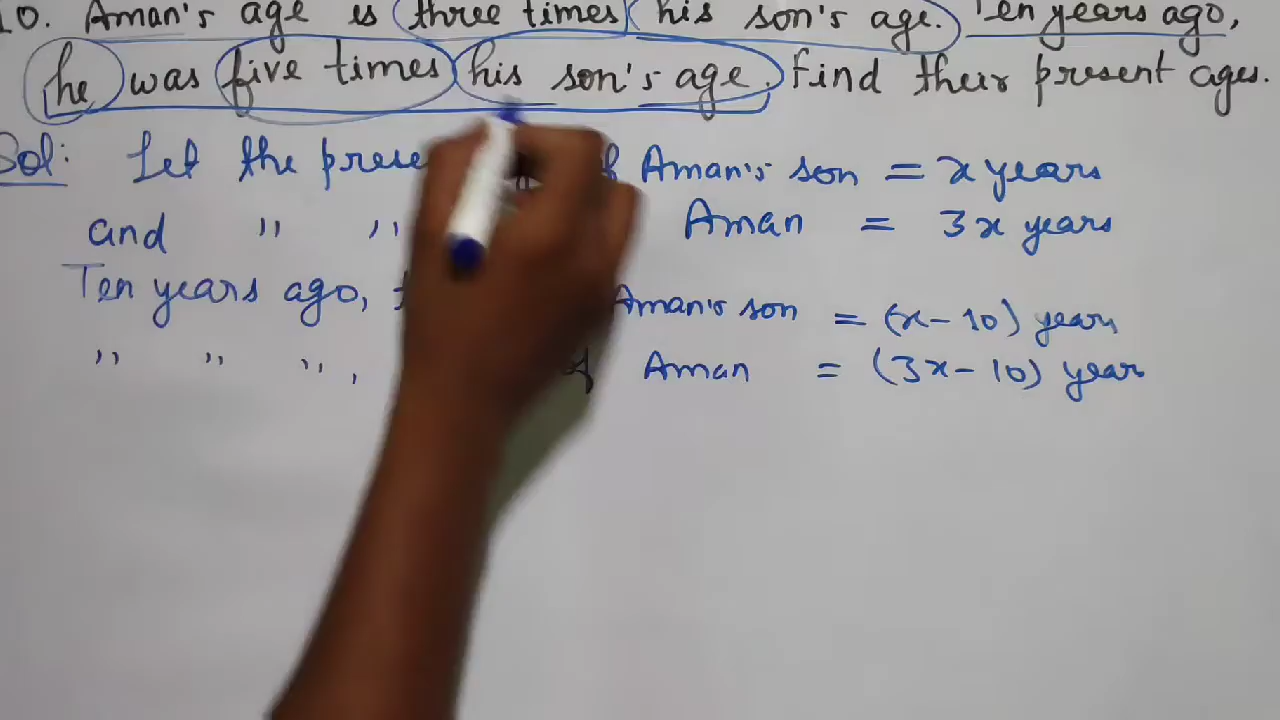 10. Aman's age is three times his son's age. Ten years ago,
he was five times his son's age. Find their present ages.
Sol: Let the Aman's son = x years
and " " Aman = 3x years
Ten years ago, Aman's son = (x-10) years
" " ", of Aman = (3x-10) year